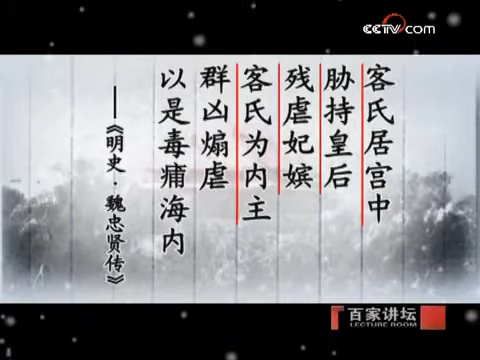 CCTV.com
客氏居宫中
胁持皇后
残虐妃嫔
客氏为内主
群凶煽虐
以是毒痡海内
——《明史·魏忠贤传》
百家讲坛
LECTURE ROOM